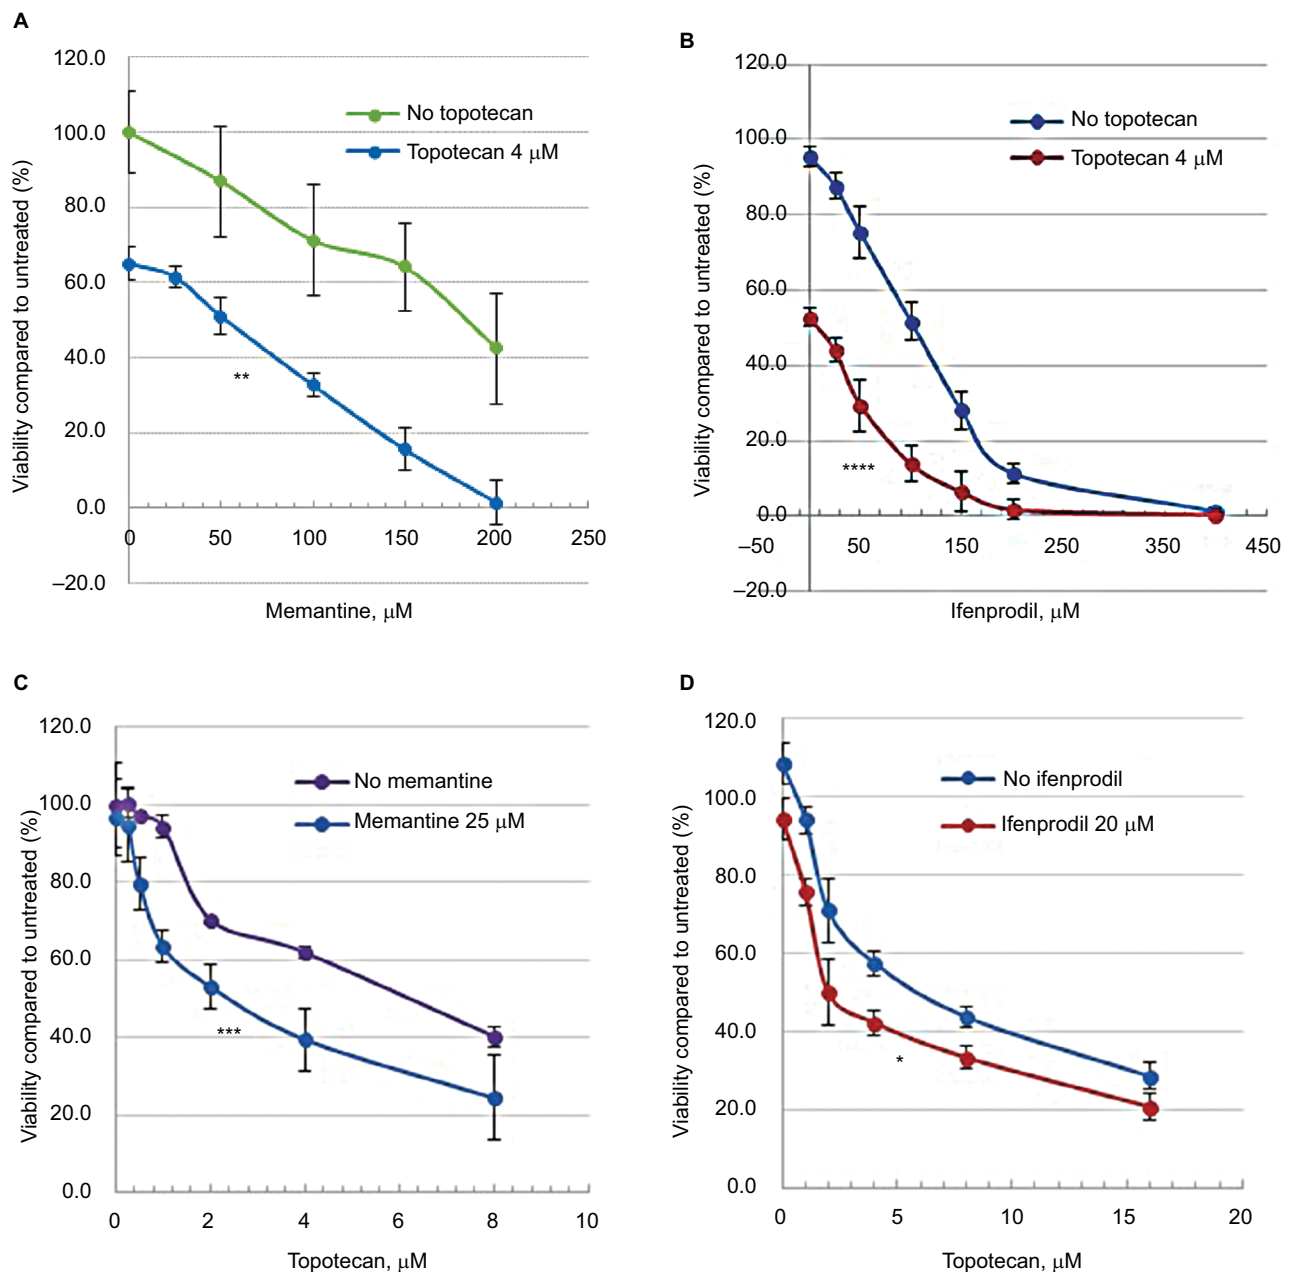 A
120.0
100.0
80.0
60.0
40.0
20.0
0.0
–20.0
0 50 100 150 200 250
Viability compared to untreated (%)
Memantine, μM
No topotecan
Topotecan 4 μM
**
B
120.0
100.0
80.0
60.0
40.0
20.0
0.0
–20.0
–50 50 150 250 350 450
Viability compared to untreated (%)
Ifenprodil, μM
No topotecan
Topotecan 4 μM
****
C
120.0
100.0
80.0
60.0
40.0
20.0
0.0
0 2 4 6 8 10
Viability compared to untreated (%)
Topotecan, μM
No memantine
Memantine 25 μM
***
D
120.0
100.0
80.0
60.0
40.0
20.0
0.0
0 5 10 15 20
Viability compared to untreated (%)
Topotecan, μM
No ifenprodil
Ifenprodil 20 μM
*